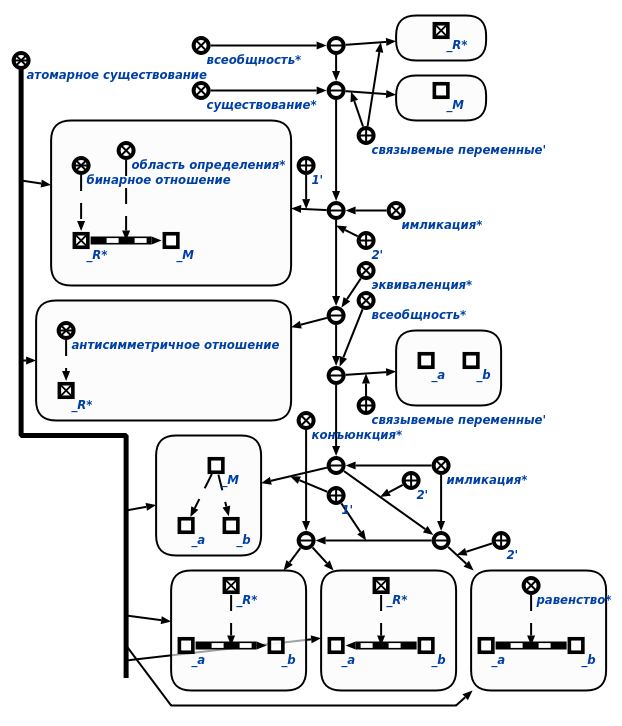 _R*
всеобщность*
атомарное существование
существование*
_M
связывемые переменные'
область определения*
бинарное отношение
1'
_R*
_M
имликация*
2'
эквиваленция*
всеобщность*
антисимметричное отношение
_R*
_a
_b
связывемые переменные'
конъюнкция*
_M
имликация*
2'
1'
_a
_b
2'
_R*
_R*
равенство*
_a
_b
_a
_b
_a
_b